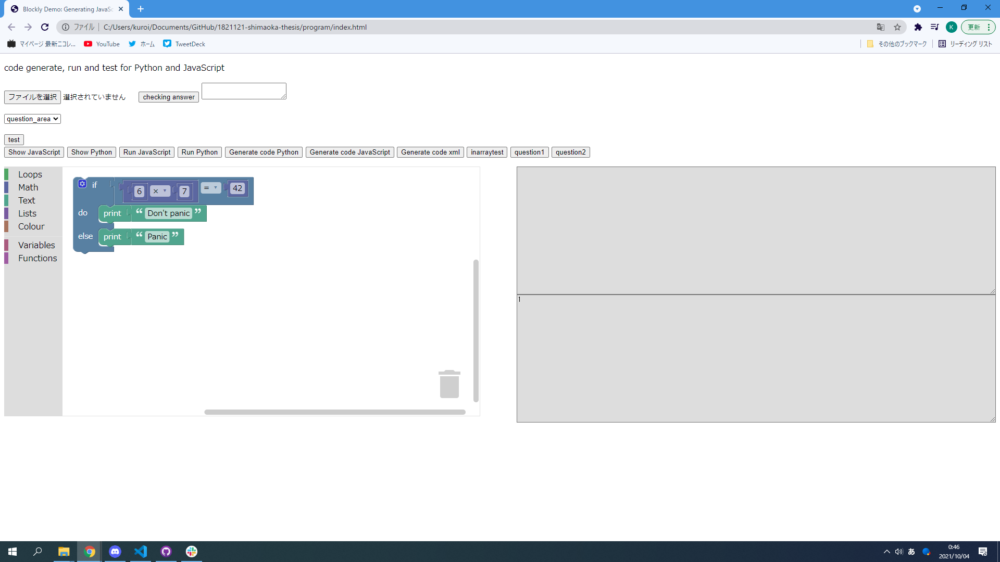 Blockly Demo: Generating JavaSc
ファイル
C:/Users/kuroi/Documents/GitHub/1821121-shimaoka-thesis/program/index.html
K
更新
マイページ 最新ニコレ...
YouTube
ホーム
TweetDeck
その他のブックマーク
リーディング リスト
code generate, run and test for Python and JavaScript
ファイルを選択 選択されていません
checking answer
question_area
test
Show JavaScript
Show Python
Run JavaScript
Run Python
Generate code Python
Generate code JavaScript
Generate code xml
inarraytest
question1
question2
Loops
Math
Text
Lists
Colour
Variables
Functions
if 6 × 7 = 42
do print “ Don't panic ”
else print “ Panic ”
1
あ
0:46
2021/10/04